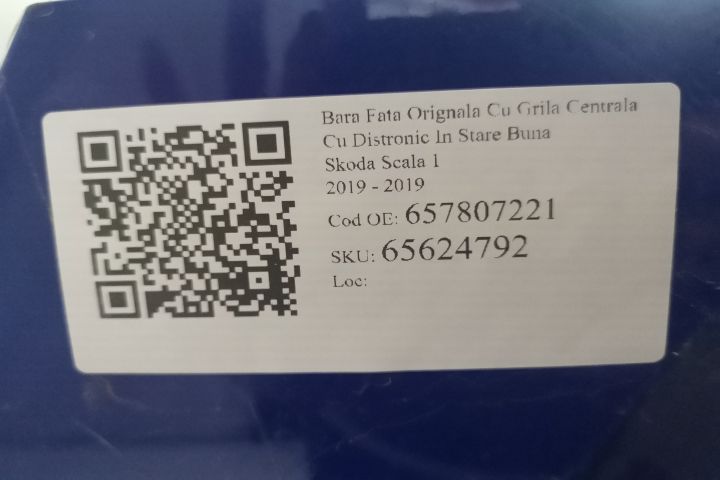 Bara Fata Orignala Cu Grila Centrala
Cu Distronic In Stare Buna
Skoda Scala 1
2019 - 2019
Cod OE: 657807221
SKU: 65624792
Loc: